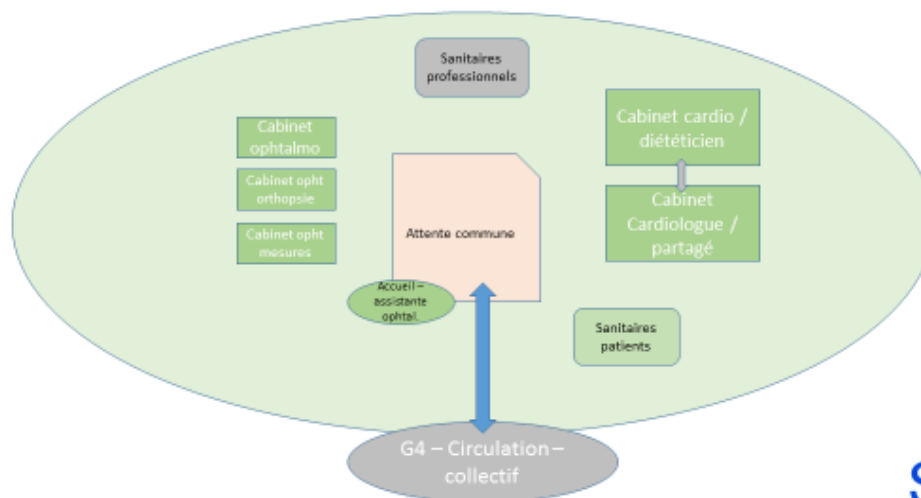 Sanitaires
professionnels
Cabinet
ophtalmo
Cabinet opht
orthopsie
Cabinet opht
mesures
Attente commune
Accueil –
assistante
ophtal.
Cabinet cardio /
diététicien
Cabinet
Cardiologue /
partagé
Sanitaires
patients
G4 – Circulation –
collectif
S